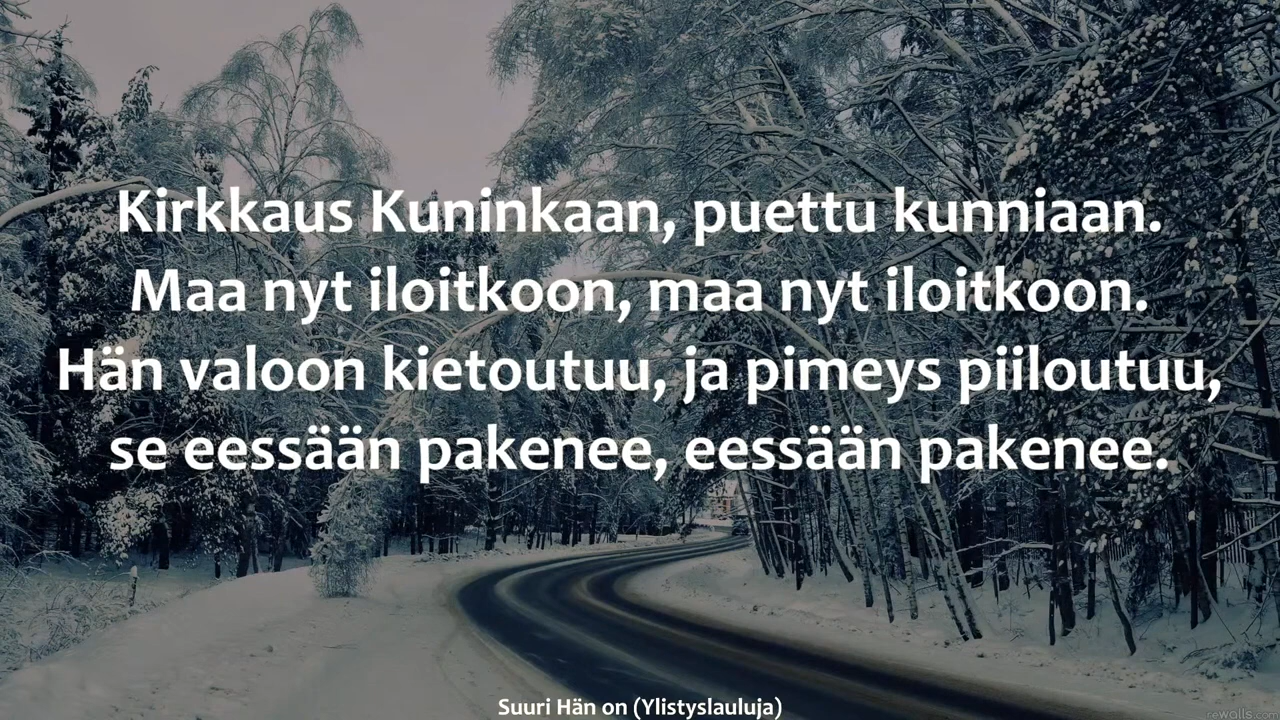 Kirkkaus Kuninkaan, puettu kunniaan.
Maa nyt iloitkoon, maa nyt iloitkoon.
Hän valoon kietoutuu, ja pimeys piiloutuu,
se eessään pakenee, eessään pakenee.
Suuri Hän on (Ylistyslauluja)
rewalls.com